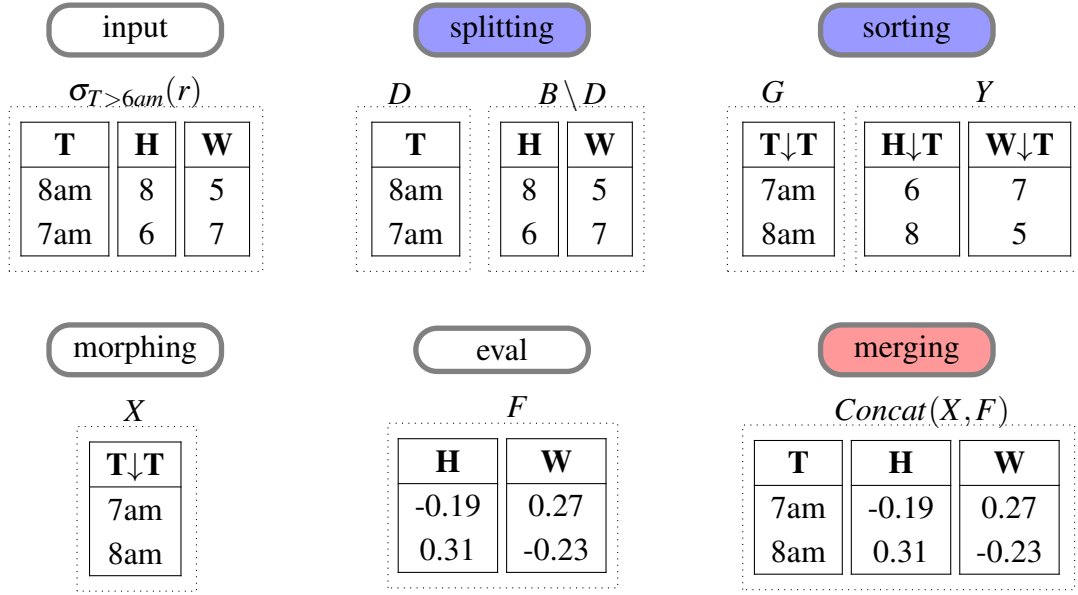 input splitting sorting
σ_{T>6am}(r) D B \ D G Y
T H W T H W T↓T H↓T W↓T
8am 8 5 8am 8 5 7am 6 7
7am 6 7 7am 6 7 8am 8 5
morphing eval merging
X F Concat(X,F)
T↓T H W T H W
7am -0.19 0.27 7am -0.19 0.27
8am 0.31 -0.23 8am 0.31 -0.23